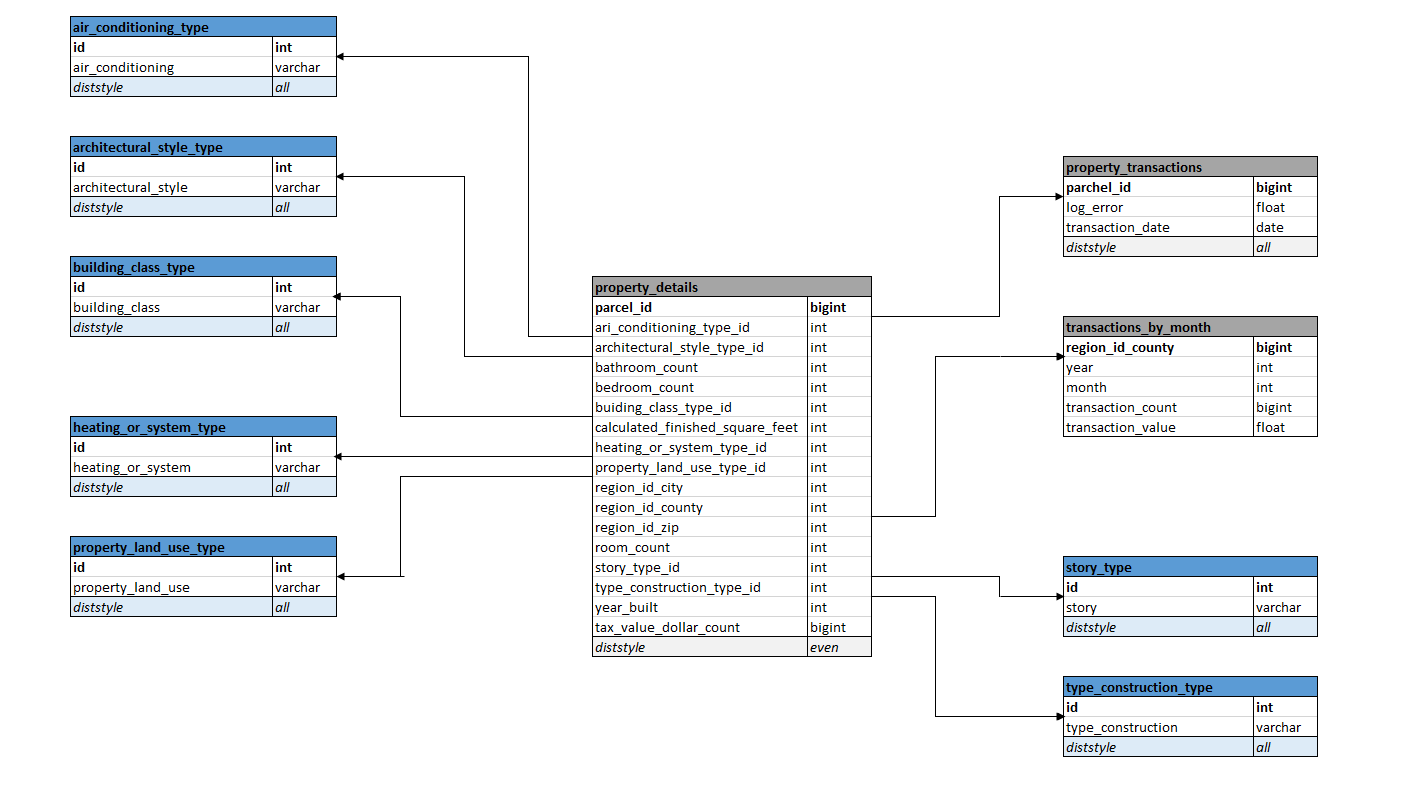 air_conditioning_type
id int
air_conditioning varchar
diststyle all
architectural_style_type
id int
architectural_style varchar
diststyle all
building_class_type
id int
building_class varchar
diststyle all
heating_or_system_type
id int
heating_or_system varchar
diststyle all
property_land_use_type
id int
property_land_use varchar
diststyle all
property_details
parcel_id bigint
ari_conditioning_type_id int
architectural_style_type_id int
bathroom_count int
bedroom_count int
buiding_class_type_id int
calculated_finished_square_feet int
heating_or_system_type_id int
property_land_use_type_id int
region_id_city int
region_id_county int
region_id_zip int
room_count int
story_type_id int
type_construction_type_id int
year_built int
tax_value_dollar_count bigint
diststyle even
property_transactions
parchel_id bigint
log_error float
transaction_date date
diststyle all
transactions_by_month
region_id_county bigint
year int
month int
transaction_count bigint
transaction_value float
story_type
id int
story varchar
diststyle all
type_construction_type
id int
type_construction varchar
diststyle all